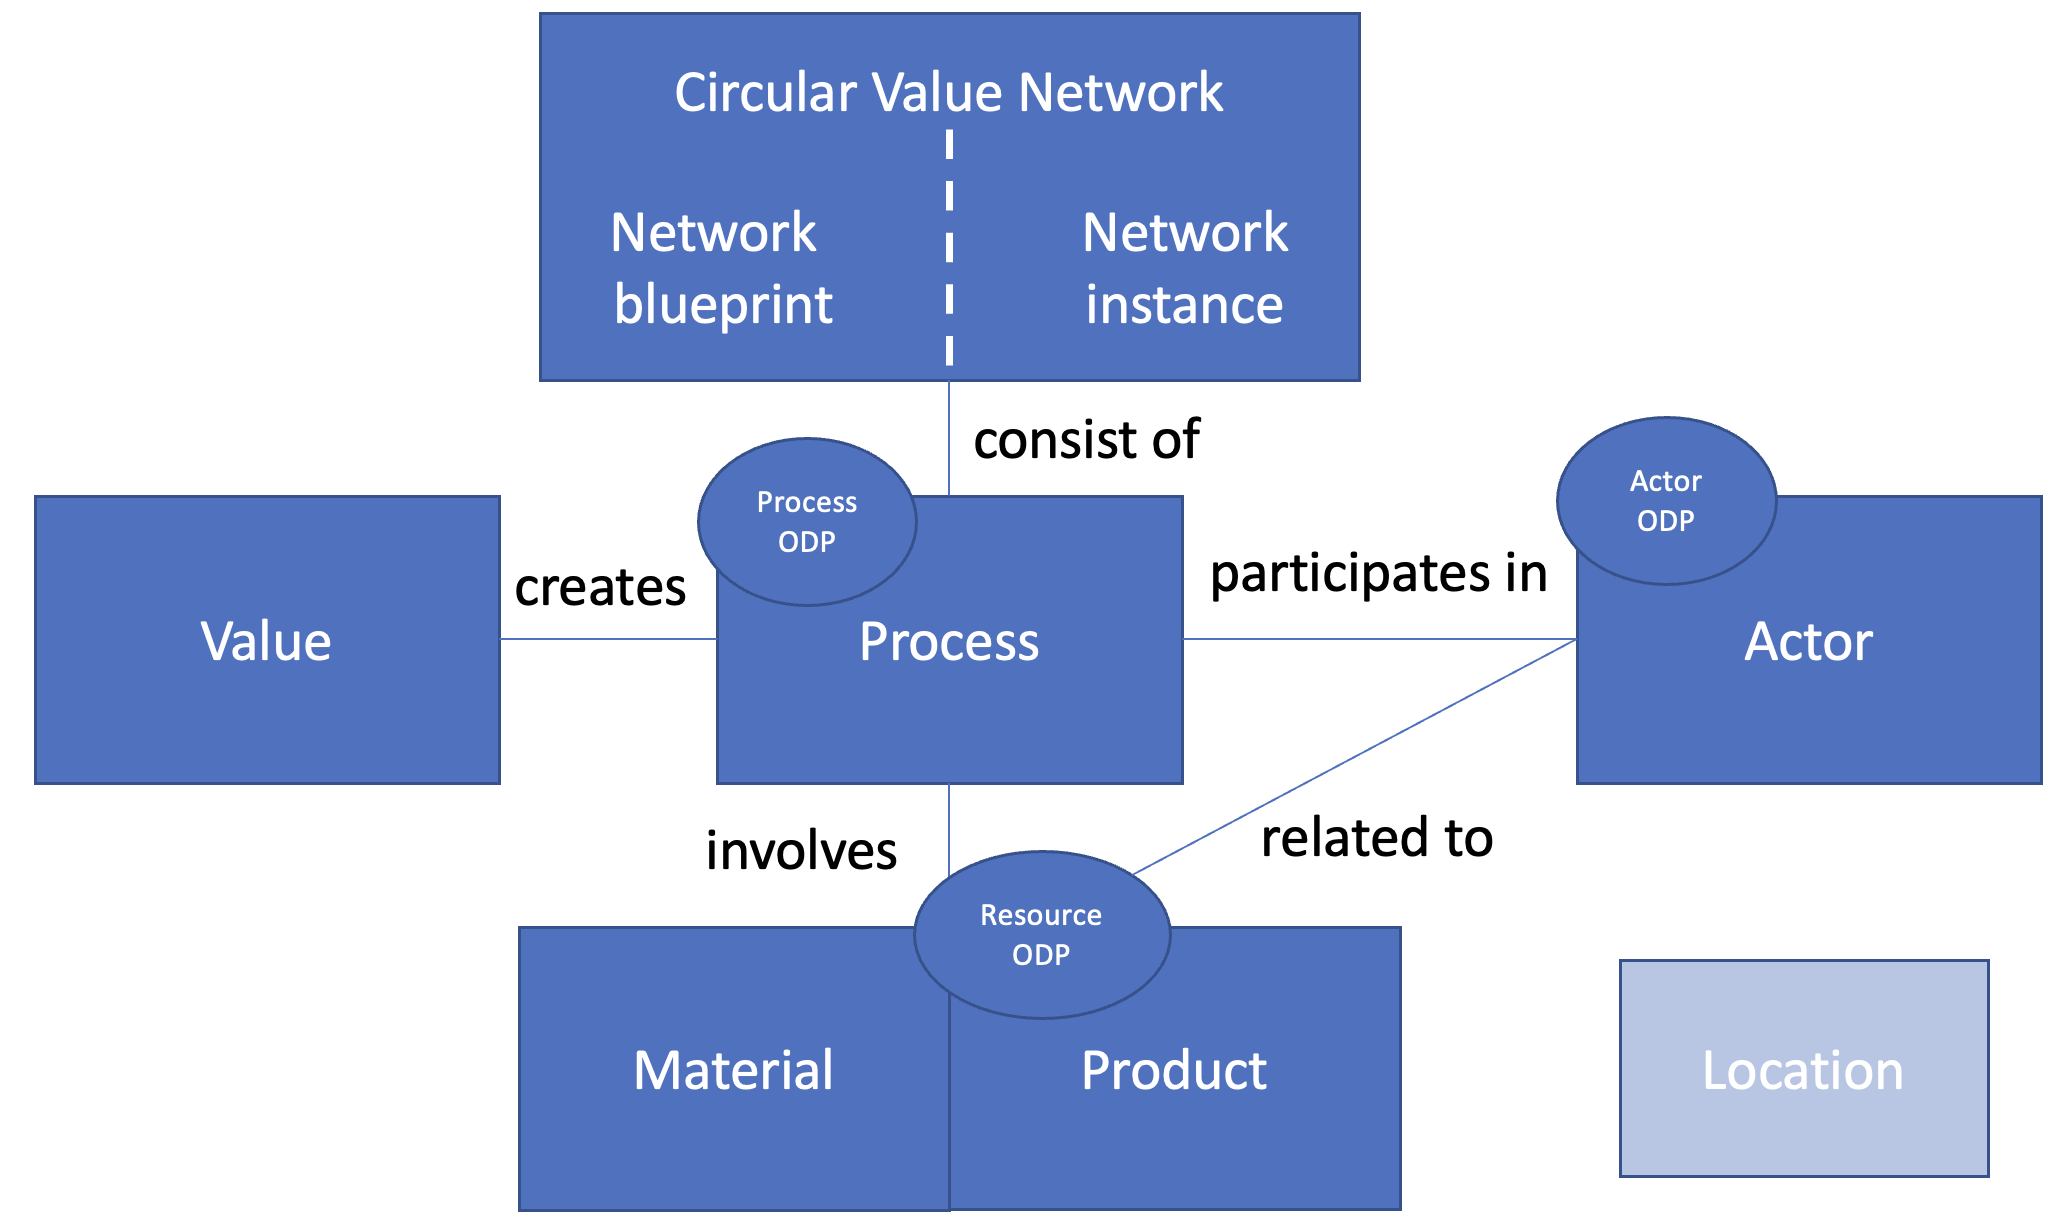 Circular Value Network
Network
blueprint
Network
instance
consist of
Process
ODP
Actor
ODP
creates
participates in
Value
Process
Actor
involves
related to
Resource
ODP
Material
Product
Location